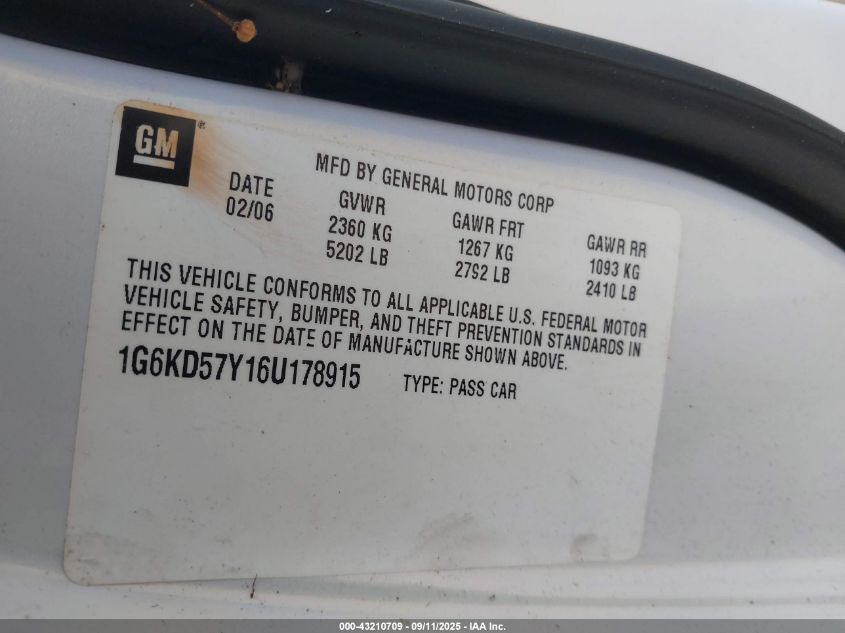 GM®
MFD BY GENERAL MOTORS CORP
DATE GVWR GAWR FRT GAWR RR
02/06 2360 KG 1267 KG 1093 KG
5202 LB 2792 LB 2410 LB
THIS VEHICLE CONFORMS TO ALL APPLICABLE U.S. FEDERAL MOTOR
VEHICLE SAFETY, BUMPER, AND THEFT PREVENTION STANDARDS IN
EFFECT ON THE DATE OF MANUFACTURE SHOWN ABOVE.
1G6KD57Y16U178915 TYPE: PASS CAR
000-43210709 - 09/11/2025 - IAA Inc.